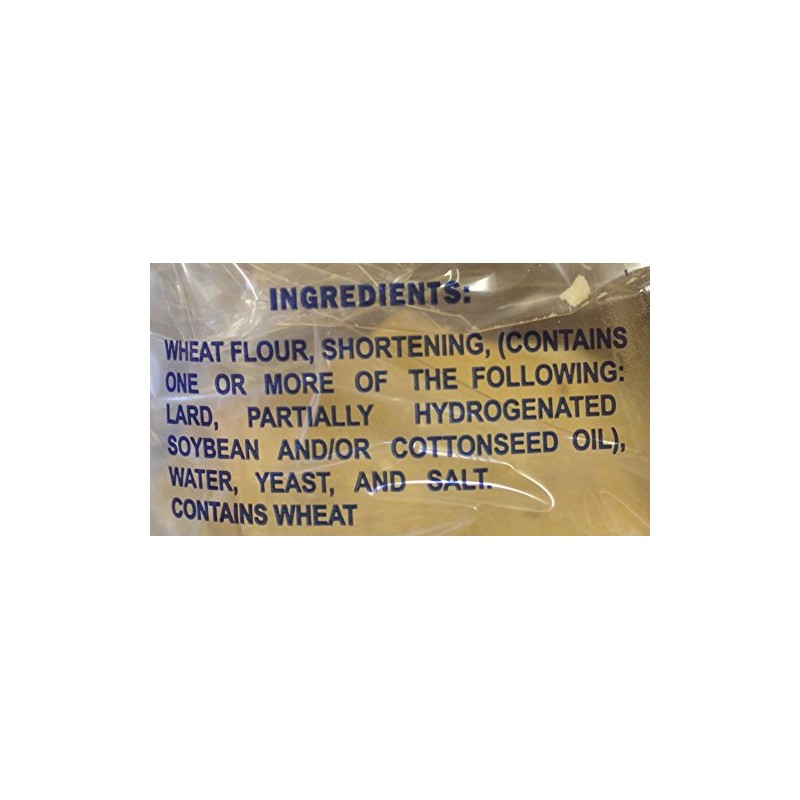 INGREDIENTS:
WHEAT FLOUR, SHORTENING, (CONTAINS
ONE OR MORE OF THE FOLLOWING:
LARD, PARTIALLY HYDROGENATED
SOYBEAN AND/OR COTTONSEED OIL),
WATER, YEAST, AND SALT.
CONTAINS WHEAT